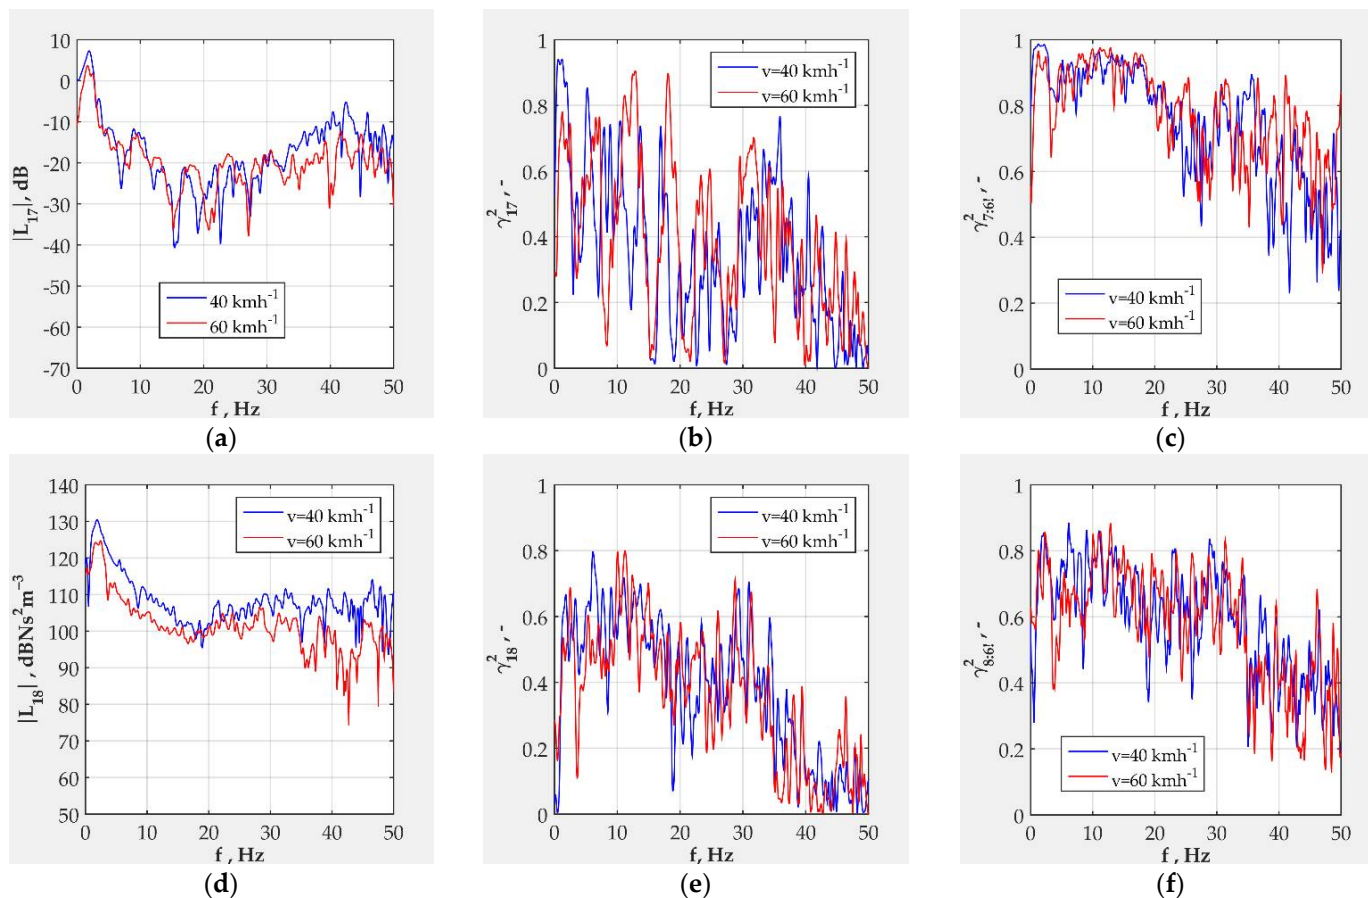 10
0
-10
-20
-30
-40
-50
-60
-70
|L₁₇|, dB
40 kmh⁻¹
60 kmh⁻¹
0 10 20 30 40 50
f , Hz
(a)
1
0.8
0.6
0.4
0.2
0
γ²₁₇, -
v=40 kmh⁻¹
v=60 kmh⁻¹
0 10 20 30 40 50
f , Hz
(b)
1
0.8
0.6
0.4
0.2
0
γ²₇:₆!, -
v=40 kmh⁻¹
v=60 kmh⁻¹
0 10 20 30 40 50
f , Hz
(c)
140
130
120
110
100
90
80
70
60
50
|L₁₈| , dBNs²m⁻³
v=40 kmh⁻¹
v=60 kmh⁻¹
0 10 20 30 40 50
f , Hz
(d)
1
0.8
0.6
0.4
0.2
0
γ²₁₈, -
v=40 kmh⁻¹
v=60 kmh⁻¹
0 10 20 30 40 50
f , Hz
(e)
1
0.8
0.6
0.4
0.2
0
γ²₈:₆!, -
v=40 kmh⁻¹
v=60 kmh⁻¹
0 10 20 30 40 50
f , Hz
(f)